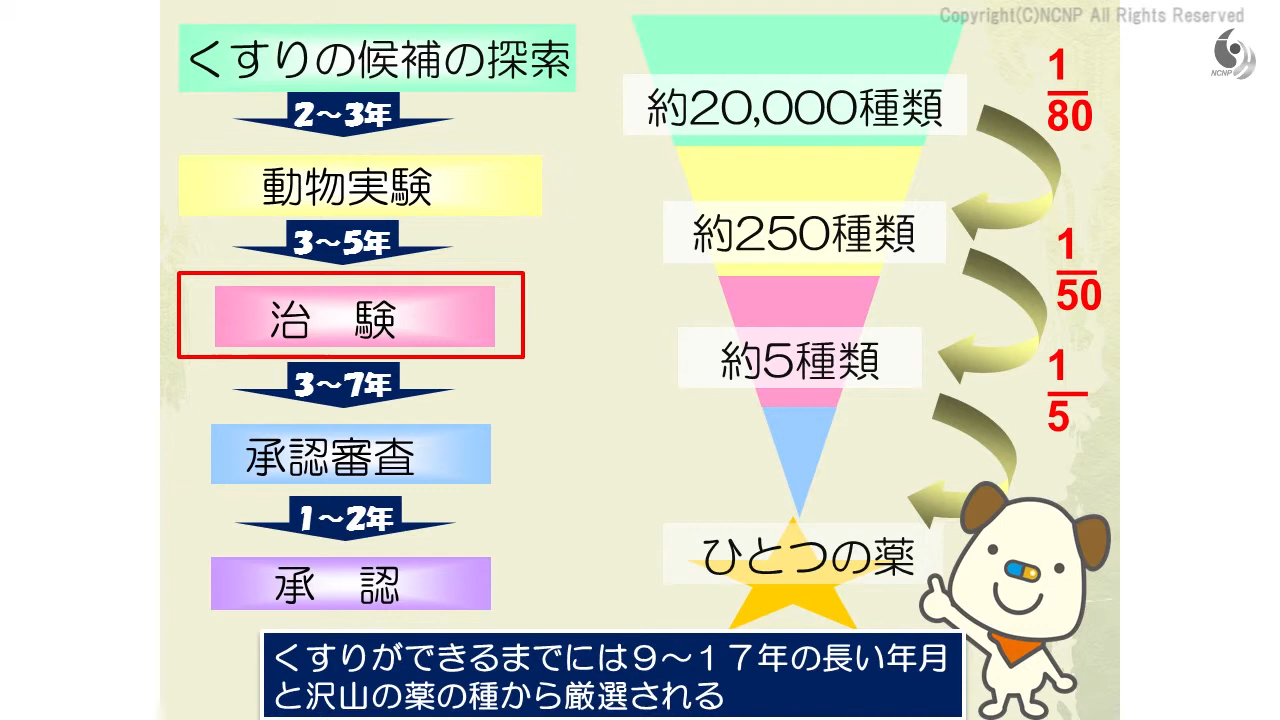 Copyright(C)NCNP All Rights Reserved
NCNP
くすりの候補の探索
2～3年
動物実験
3～5年
治　験
3～7年
承認審査
1～2年
承　認
約20,000種類
約250種類
約5種類
ひとつの薬
1
80
1
50
1
5
くすりができるまでには９～１７年の長い年月
と沢山の薬の種から厳選される